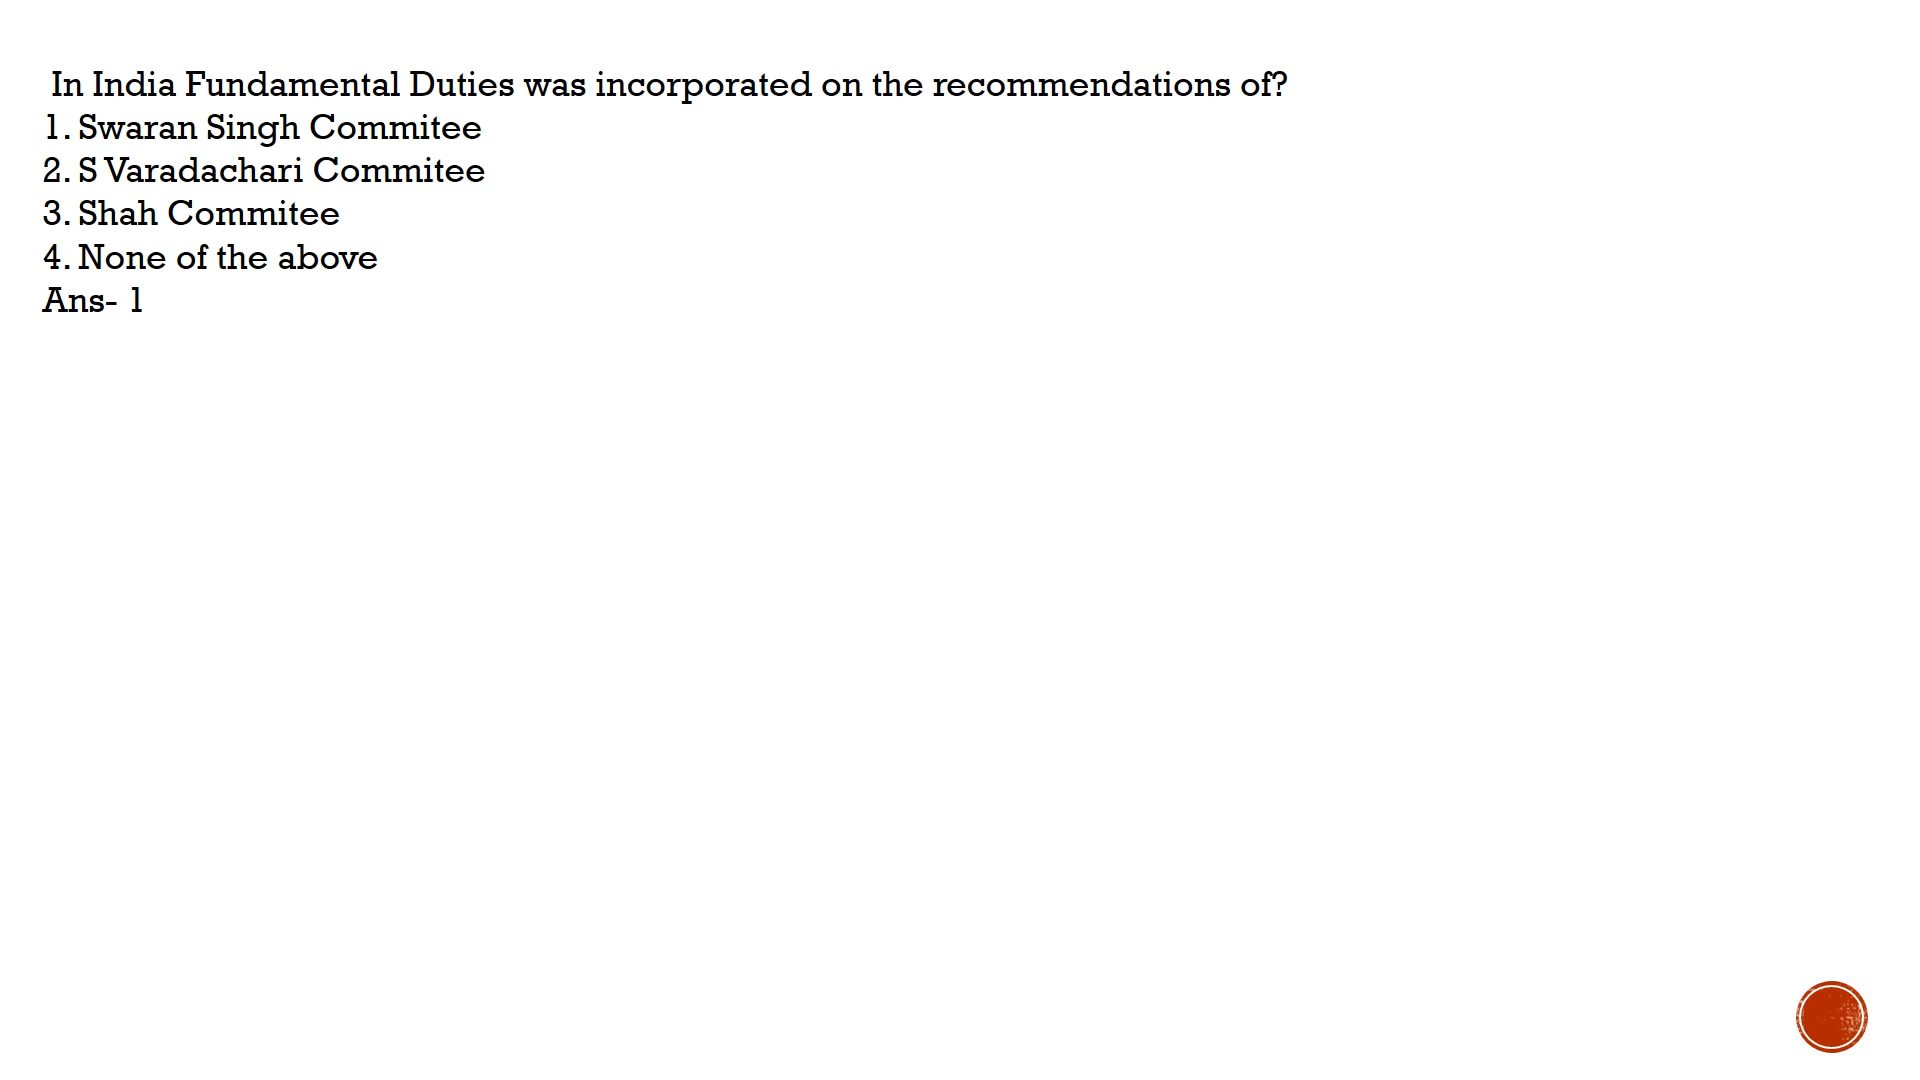 In India Fundamental Duties was incorporated on the recommendations of?
1. Swaran Singh Commitee
2. S Varadachari Commitee
3. Shah Commitee
4. None of the above
Ans- 1